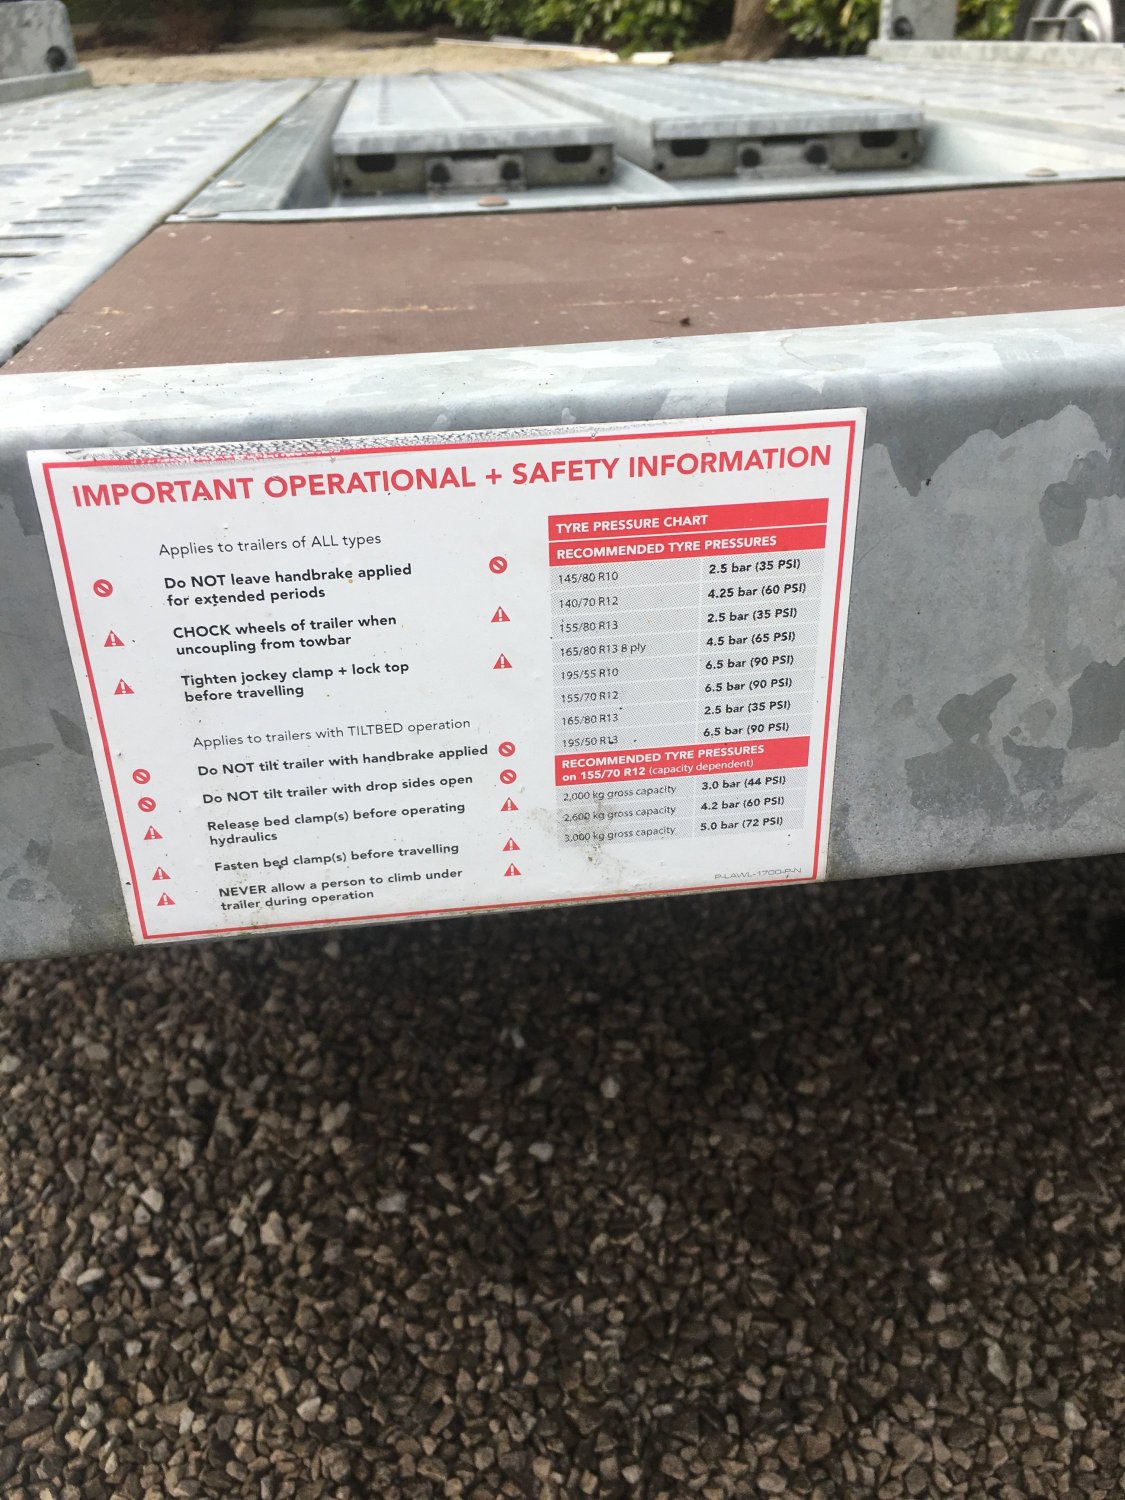 IMPORTANT OPERATIONAL + SAFETY INFORMATION
Applies to trailers of ALL types
Do NOT leave handbrake applied
for extended periods
CHOCK wheels of trailer when
uncoupling from towbar
Tighten jockey clamp + lock top
before travelling
Applies to trailers with TILTBED operation
Do NOT tilt trailer with handbrake applied
Do NOT tilt trailer with drop sides open
Release bed clamp(s) before operating
hydraulics
Fasten bed clamp(s) before travelling
NEVER allow a person to climb under
trailer during operation
TYRE PRESSURE CHART
RECOMMENDED TYRE PRESSURES
145/80 R10 2.5 bar (35 PSI)
140/70 R12 4.25 bar (60 PSI)
155/80 R13 2.5 bar (35 PSI)
165/80 R13 8 ply 4.5 bar (65 PSI)
195/55 R10 6.5 bar (90 PSI)
155/70 R12 6.5 bar (90 PSI)
165/80 R13 2.5 bar (35 PSI)
195/50 R13 6.5 bar (90 PSI)
RECOMMENDED TYRE PRESSURES
on 155/70 R12 (capacity dependent)
2,000 kg gross capacity 3.0 bar (44 PSI)
2,600 kg gross capacity 4.2 bar (60 PSI)
3,000 kg gross capacity 5.0 bar (72 PSI)
P-LAWL-1700-P-N